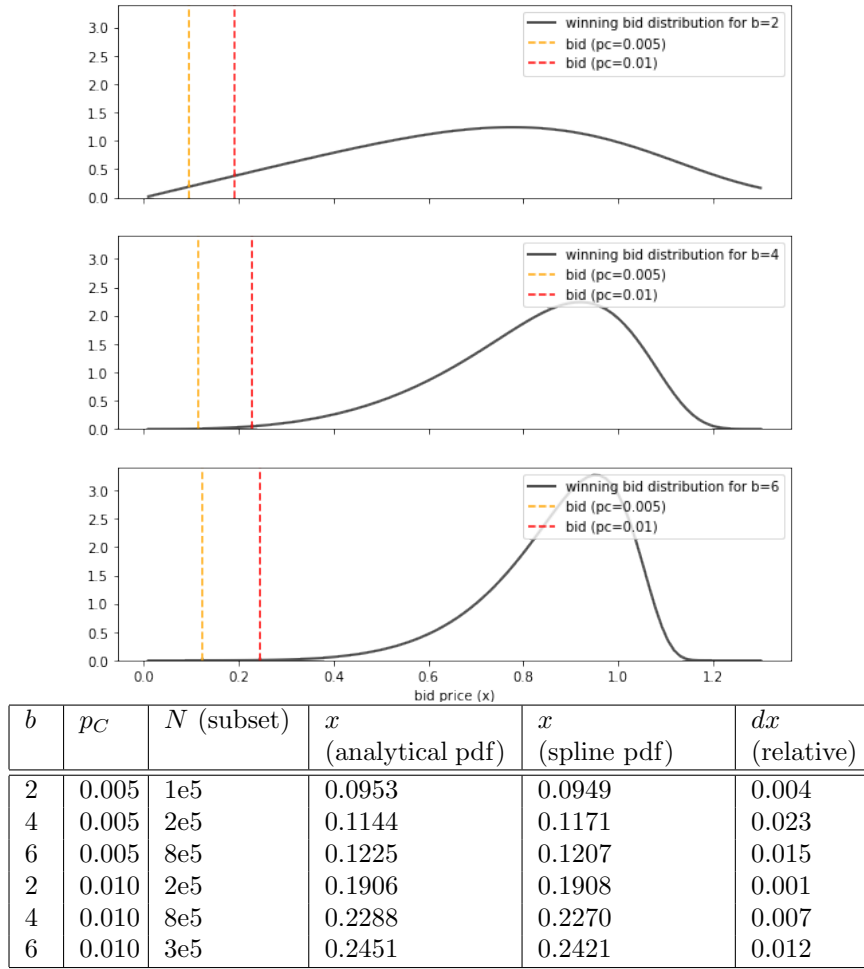 3.0
2.5
2.0
1.5
1.0
0.5
0.0
winning bid distribution for b=2
bid (pc=0.005)
bid (pc=0.01)
3.0
2.5
2.0
1.5
1.0
0.5
0.0
winning bid distribution for b=4
bid (pc=0.005)
bid (pc=0.01)
3.0
2.5
2.0
1.5
1.0
0.5
0.0
winning bid distribution for b=6
bid (pc=0.005)
bid (pc=0.01)
0.0 0.2 0.4 0.6 0.8 1.0 1.2
bid price (x)
b p_C N (subset) x x dx
(analytical pdf) (spline pdf) (relative)
2 0.005 1e5 0.0953 0.0949 0.004
4 0.005 2e5 0.1144 0.1171 0.023
6 0.005 8e5 0.1225 0.1207 0.015
2 0.010 2e5 0.1906 0.1908 0.001
4 0.010 8e5 0.2288 0.2270 0.007
6 0.010 3e5 0.2451 0.2421 0.012